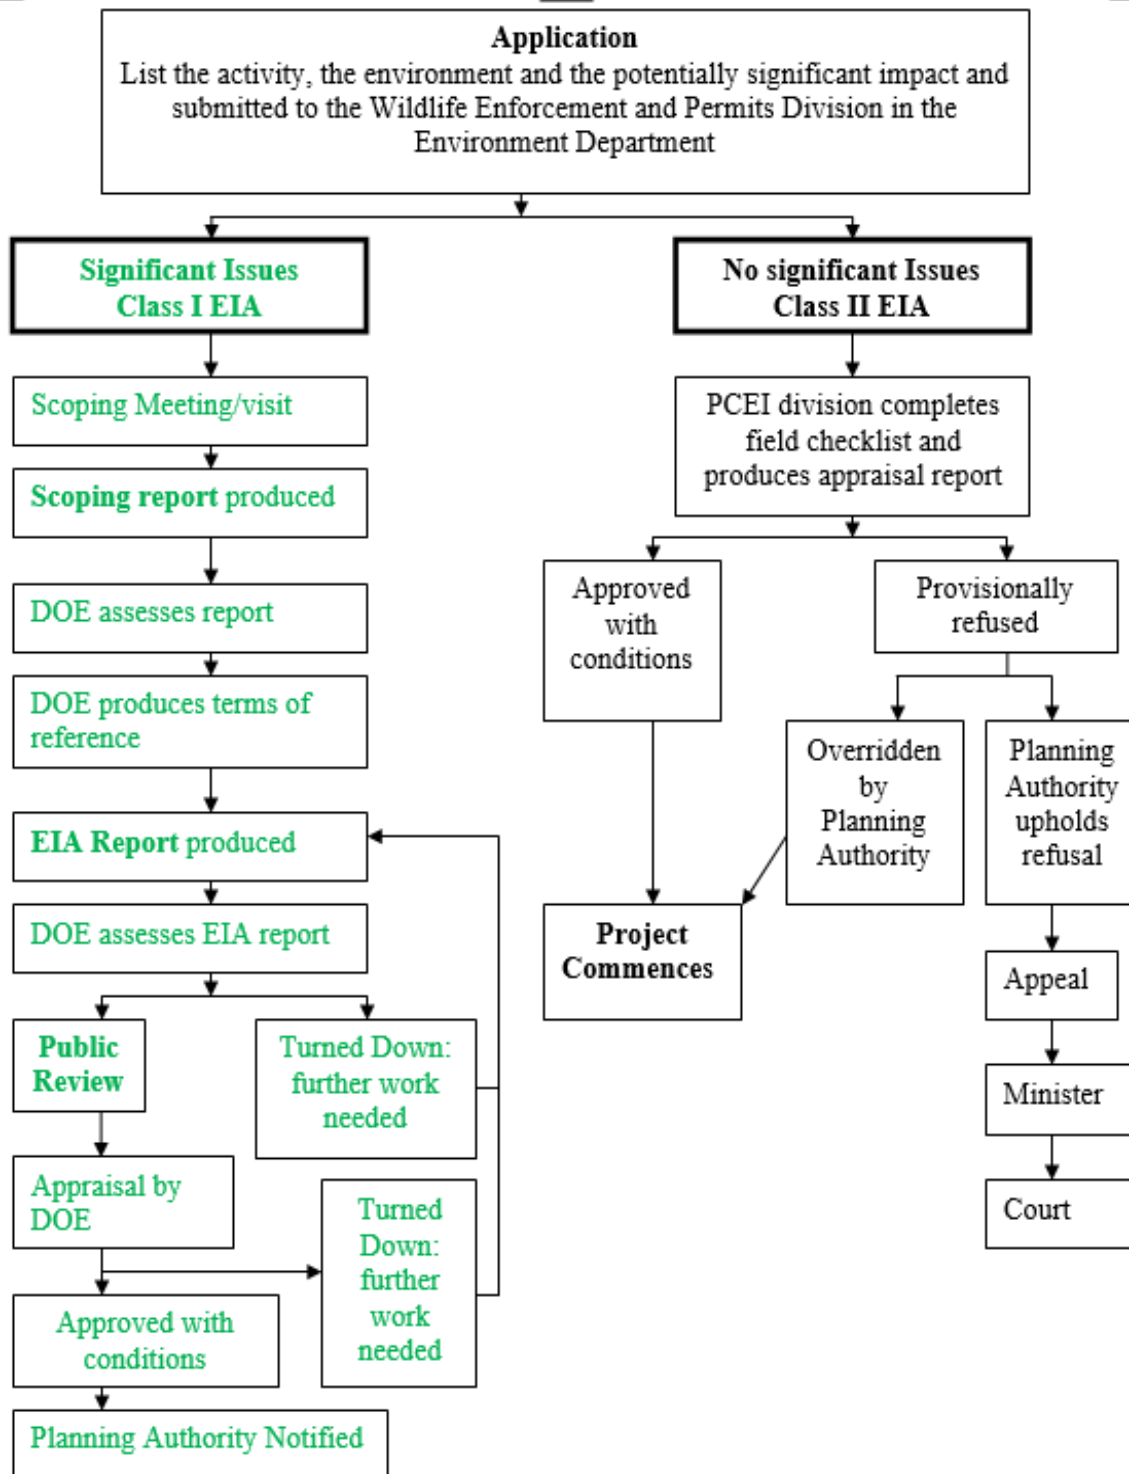 Application
List the activity, the environment and the potentially significant impact and
submitted to the Wildlife Enforcement and Permits Division in the
Environment Department
Significant Issues
Class I EIA
No significant Issues
Class II EIA
Scoping Meeting/visit
Scoping report produced
DOE assesses report
DOE produces terms of
reference
EIA Report produced
DOE assesses EIA report
Public
Review
Turned Down:
further work
needed
Appraisal by
DOE
Turned
Down:
further
work
needed
Approved with
conditions
Planning Authority Notified
PCEI division completes
field checklist and
produces appraisal report
Approved
with
conditions
Provisionally
refused
Overridden
by
Planning
Authority
Planning
Authority
upholds
refusal
Project
Commences
Appeal
Minister
Court